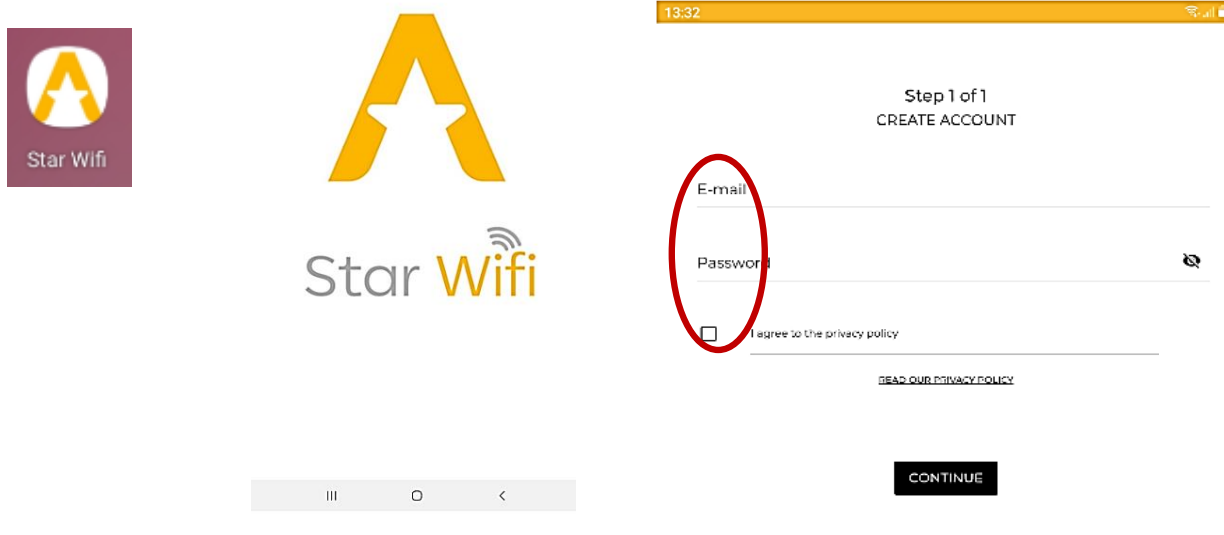 Star Wifi
Star Wifi
13:32
Step 1 of 1
CREATE ACCOUNT
E-mail
Password
I agree to the privacy policy
READ OUR PRIVACY POLICY
CONTINUE